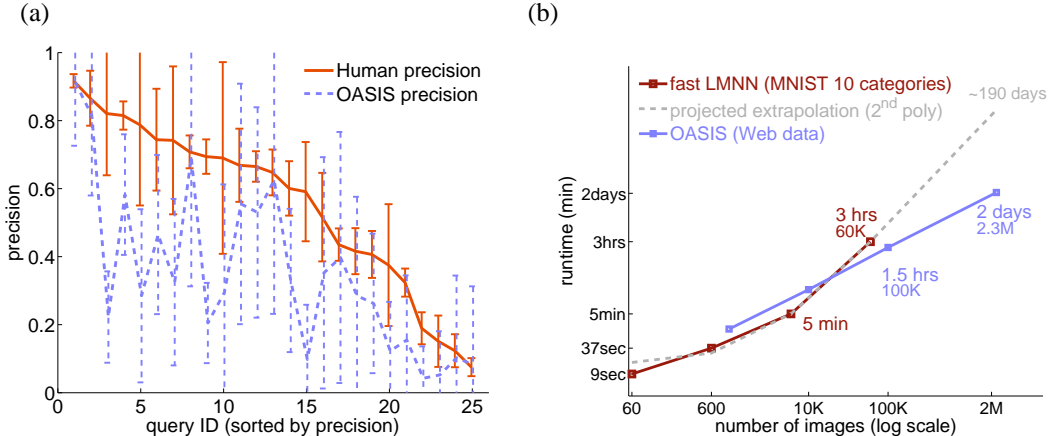 (a)
1
0.8
0.6
0.4
0.2
0
precision
Human precision
OASIS precision
0
5
10
15
20
25
query ID (sorted by precision)
(b)
fast LMNN (MNIST 10 categories)
projected extrapolation (2nd poly)
OASIS (Web data)
~190 days
runtime (min)
2days
3hrs
5min
37sec
9sec
3 hrs
60K
2 days
2.3M
1.5 hrs
100K
5 min
60
600
10K
100K
2M
number of images (log scale)